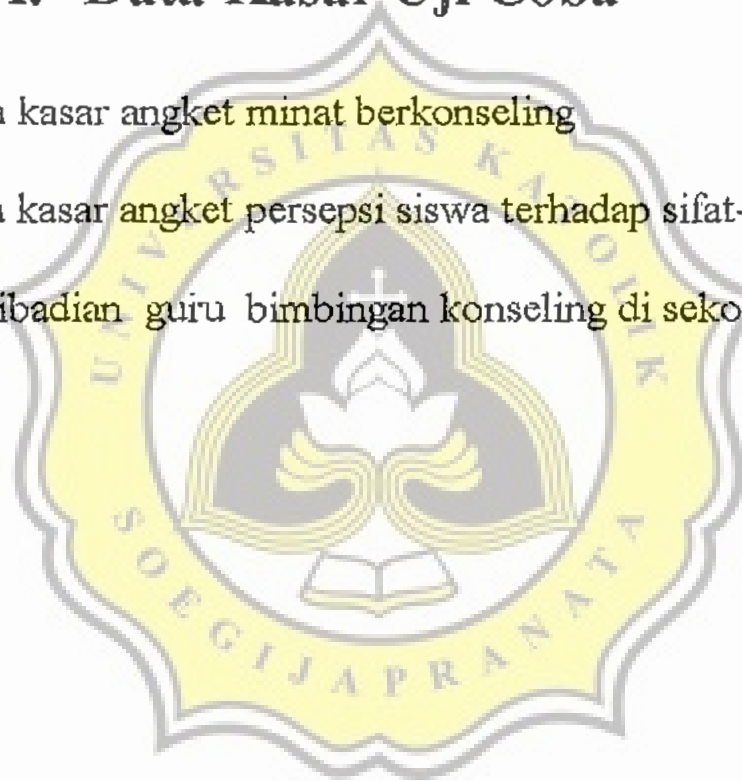 Data Kasar Uji Coba
kasar angket minat berkonseling
kasar angket persepsi siswa terhadap sifat-
ibadian guru bimbingan konseling di seko
UNIVERSITAS KATOLIK
SOEGIJAPRANATA